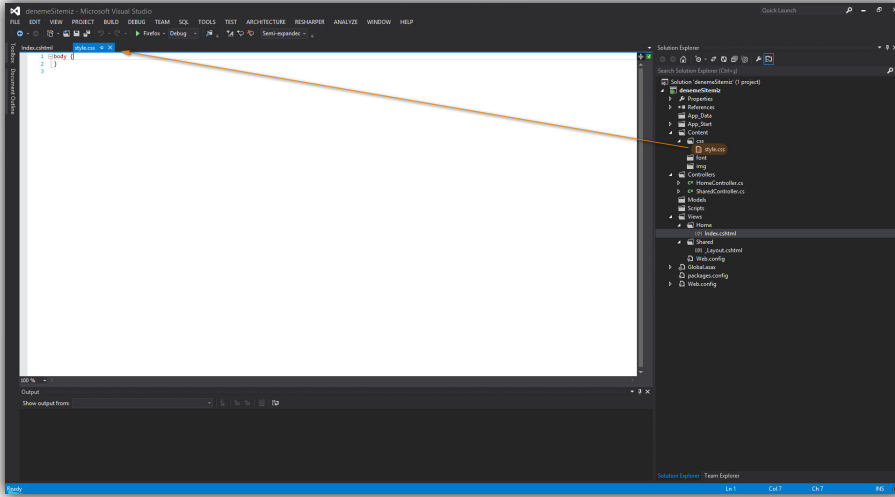 denemeSitemiz - Microsoft Visual Studio
Quick Launch
FILE EDIT VIEW PROJECT BUILD DEBUG TEAM SQL TOOLS TEST ARCHITECTURE RESHARPER ANALYZE WINDOW HELP
Firefox - Debug Semi-expandec
Toolbox Document Outline
Index.cshtml style.css
1 body {
2 }
3
100 %
Output
Show output from:
Solution Explorer
Search Solution Explorer (Ctrl+ş)
Solution 'denemeSitemiz' (1 project)
denemeSitemiz
Properties
References
App_Data
App_Start
Content
css
style.css
font
img
Controllers
C# HomeController.cs
C# SharedController.cs
Models
Scripts
Views
Home
Index.cshtml
Shared
_Layout.cshtml
Web.config
Global.asax
packages.config
Web.config
Solution Explorer Team Explorer
Ready Ln 1 Col 7 Ch 7 INS